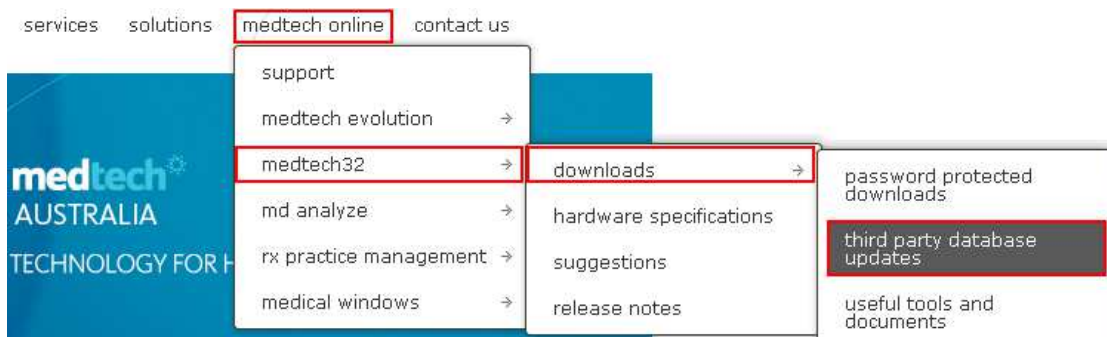 services solutions medtech online contact us
support
medtech evolution →
medtech32 →
md analyze →
rx practice management →
medical windows →
downloads →
hardware specifications
suggestions
release notes
password protected
downloads
third party database
updates
useful tools and
documents
medtech
AUSTRALIA
TECHNOLOGY FOR